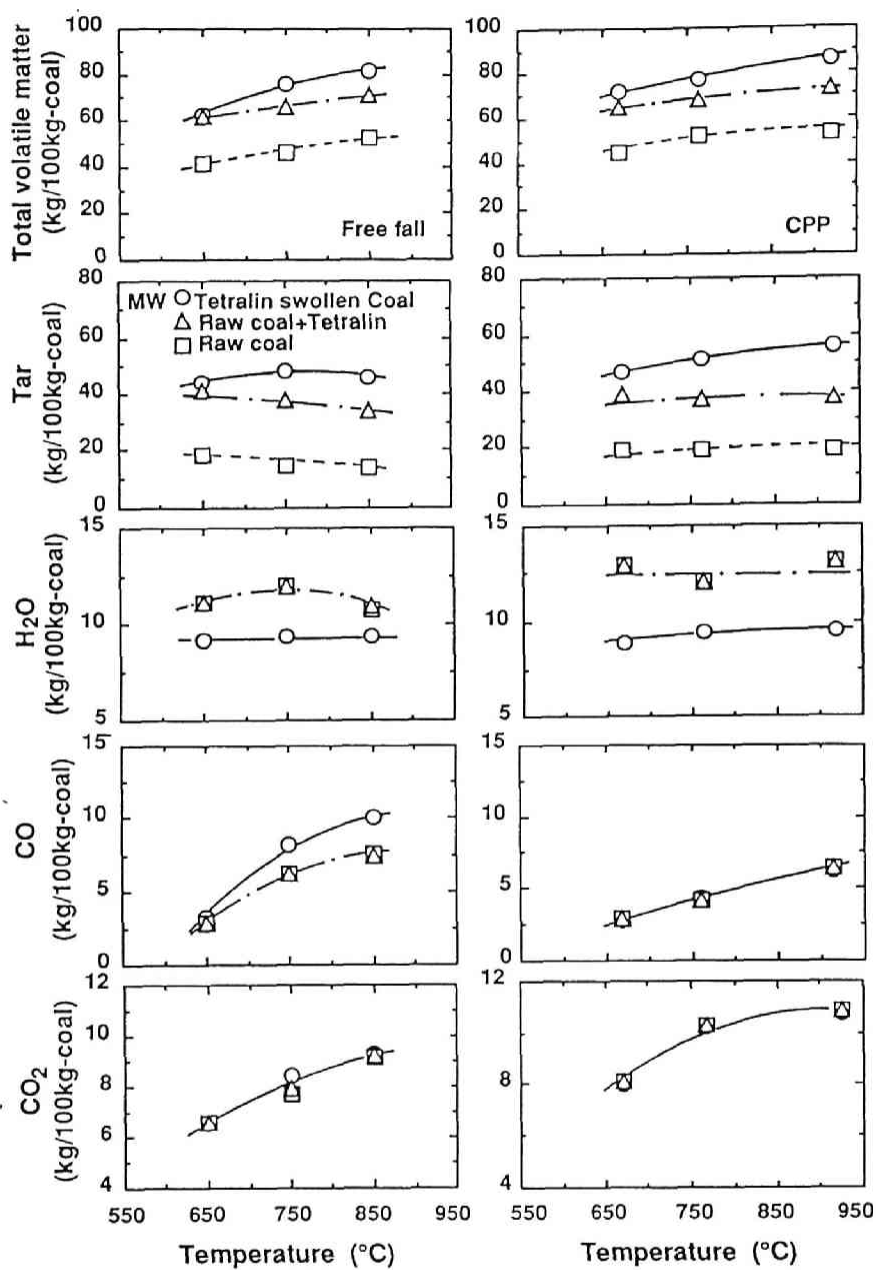 Total volatile matter
(kg/100kg-coal)
100
80
60
40
20
0
Free fall
100
80
60
40
20
0
CPP
Tar
(kg/100kg-coal)
80
60
40
20
0
MW Tetralin swollen Coal
Raw coal+Tetralin
Raw coal
80
60
40
20
0
H2O
(kg/100kg-coal)
15
10
5
15
10
5
CO
(kg/100kg-coal)
15
10
5
0
15
10
5
0
CO2
(kg/100kg-coal)
12
10
8
6
4
12
8
4
550 650 750 850 950
550 650 750 850 950
Temperature (°C)
Temperature (°C)